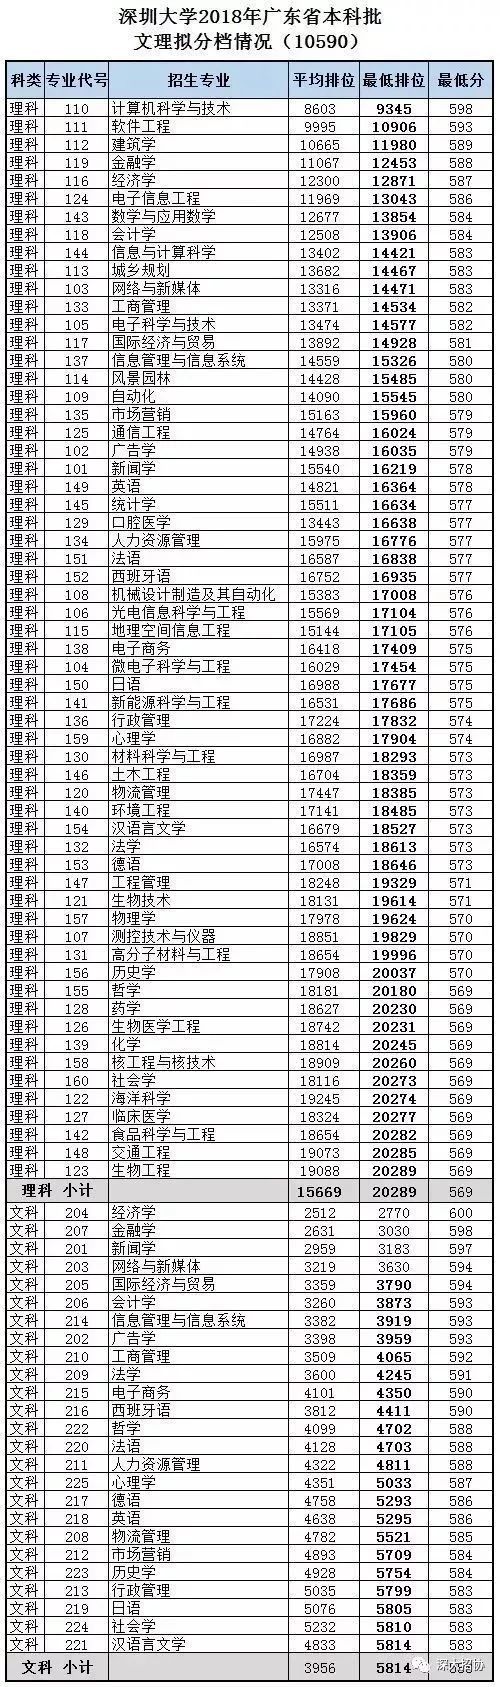 深圳大学2018年广东省本科批
文理拟分档情况（10590）
科类 专业代号 招生专业 平均排位 最低排位 最低分
理科 110 计算机科学与技术 8603 9345 598
理科 111 软件工程 9995 10906 593
理科 112 建筑学 10665 11980 589
理科 119 金融学 11067 12453 588
理科 116 经济学 12300 12871 587
理科 124 电子信息工程 11969 13043 586
理科 143 数学与应用数学 12677 13854 584
理科 118 会计学 12508 13906 584
理科 144 信息与计算科学 13402 14421 583
理科 113 城乡规划 13682 14467 583
理科 103 网络与新媒体 13316 14471 583
理科 133 工商管理 13371 14534 582
理科 105 电子科学与技术 13474 14577 582
理科 117 国际经济与贸易 13892 14928 581
理科 137 信息管理与信息系统 14559 15326 580
理科 114 风景园林 14428 15485 580
理科 109 自动化 14090 15545 580
理科 135 市场营销 15163 15960 579
理科 125 通信工程 14764 16024 579
理科 102 广告学 14938 16035 579
理科 101 新闻学 15540 16219 578
理科 149 英语 14821 16364 578
理科 145 统计学 15511 16634 577
理科 129 口腔医学 13443 16638 577
理科 134 人力资源管理 15975 16776 577
理科 151 法语 16587 16838 577
理科 152 西班牙语 16752 16935 577
理科 108 机械设计制造及其自动化 15383 17008 576
理科 106 光电信息科学与工程 15569 17104 576
理科 115 地理空间信息工程 15144 17105 576
理科 138 电子商务 16418 17409 575
理科 104 微电子科学与工程 16029 17454 575
理科 150 日语 16988 17677 575
理科 141 新能源科学与工程 16531 17686 575
理科 136 行政管理 17224 17832 574
理科 159 心理学 16882 17904 574
理科 130 材料科学与工程 16987 18293 573
理科 146 土木工程 16704 18359 573
理科 120 物流管理 17447 18385 573
理科 140 环境工程 17141 18485 573
理科 154 汉语言文学 16679 18527 573
理科 132 法学 16574 18613 573
理科 153 德语 17008 18646 573
理科 147 工程管理 18248 19329 571
理科 121 生物技术 18131 19614 571
理科 157 物理学 17978 19624 570
理科 107 测控技术与仪器 18851 19829 570
理科 131 高分子材料与工程 18654 19996 570
理科 156 历史学 17908 20037 570
理科 155 哲学 18181 20180 569
理科 128 药学 18627 20230 569
理科 126 生物医学工程 18742 20231 569
理科 139 化学 18814 20245 569
理科 158 核工程与核技术 18909 20260 569
理科 160 社会学 18116 20273 569
理科 122 海洋科学 19245 20274 569
理科 127 临床医学 18324 20277 569
理科 142 食品科学与工程 18654 20282 569
理科 148 交通工程 19073 20285 569
理科 123 生物工程 19088 20289 569
理科 小计 15669 20289 569
文科 204 经济学 2512 2770 600
文科 207 金融学 2631 3030 598
文科 201 新闻学 2959 3183 597
文科 203 网络与新媒体 3219 3630 594
文科 205 国际经济与贸易 3359 3790 594
文科 206 会计学 3260 3873 593
文科 214 信息管理与信息系统 3382 3919 593
文科 202 广告学 3398 3959 593
文科 210 工商管理 3509 4065 592
文科 209 法学 3600 4245 591
文科 215 电子商务 4101 4350 590
文科 216 西班牙语 3812 4411 590
文科 222 哲学 4099 4702 588
文科 220 法语 4128 4703 588
文科 211 人力资源管理 4322 4811 588
文科 225 心理学 4351 5033 587
文科 217 德语 4758 5293 586
文科 218 英语 4638 5295 586
文科 208 物流管理 4782 5521 585
文科 212 市场营销 4893 5709 584
文科 223 历史学 4928 5754 584
文科 213 行政管理 5035 5799 583
文科 219 日语 5076 5805 583
文科 224 社会学 5232 5810 583
文科 221 汉语言文学 4833 5814 583
文科 小计 3956 5814
深大招协